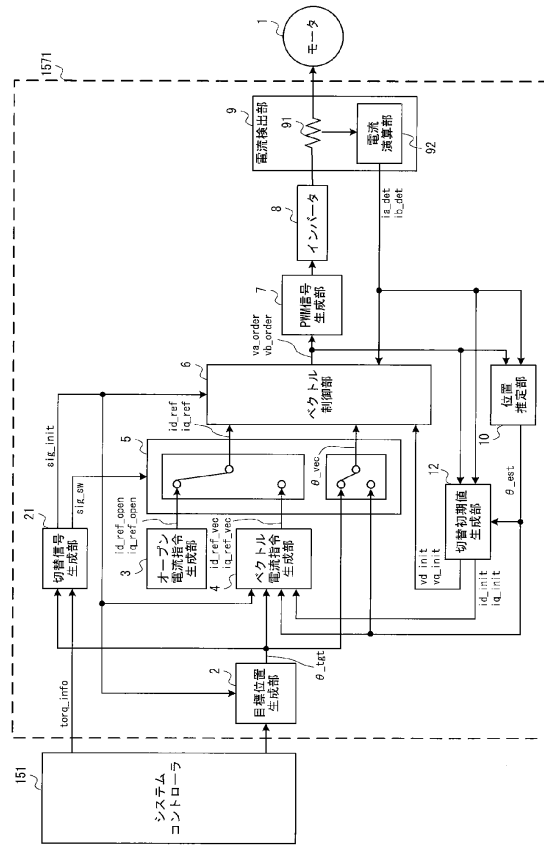 1571
151
システム
コントローラ
torq_info
21
切替信号
生成部
sig_init
sig_sw
2
目標位置
生成部
θ_tgt
3
オープン
電流指令
生成部
id_ref_open
iq_ref_open
4
ベクトル
電流指令
生成部
id_ref_vec
iq_ref_vec
5
θ_vec
id_ref
iq_ref
6
ベクトル
制御部
va_order
vb_order
7
PWM信号
生成部
8
インバータ
9
電流検出部
91
電流
演算部
92
ia_det
ib_det
1
モータ
10
位置
推定部
θ_est
12
切替初期値
生成部
vd_init
vq_init
id_init
iq_init